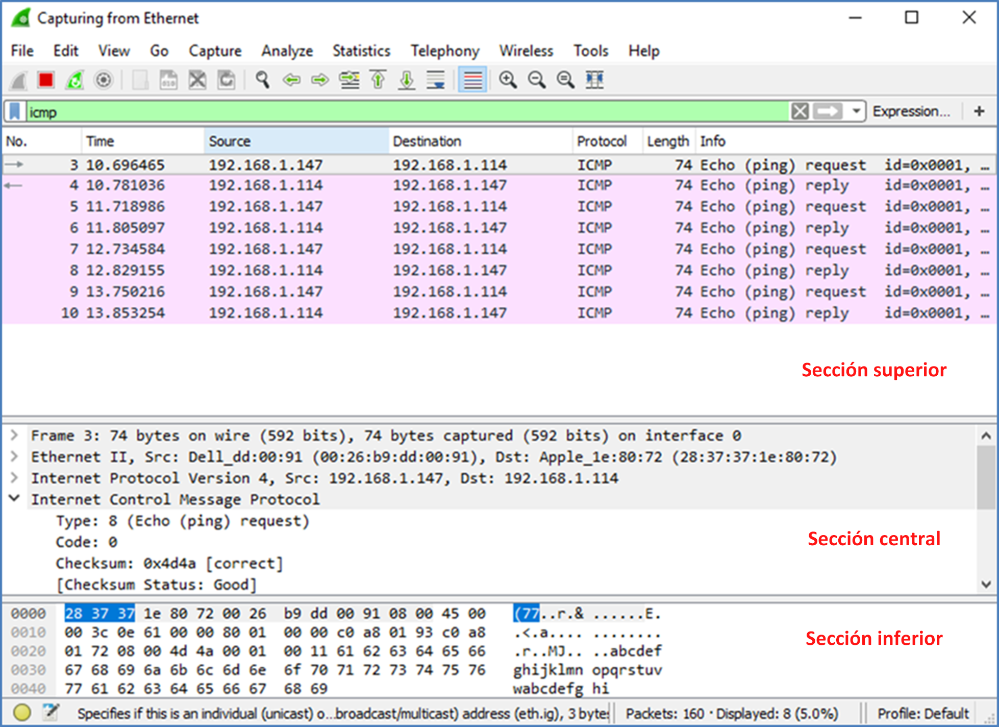 Capturing from Ethernet
File Edit View Go Capture Analyze Statistics Telephony Wireless Tools Help
icmp Expression... +
No. Time Source Destination Protocol Length Info
3 10.696465 192.168.1.147 192.168.1.114 ICMP 74 Echo (ping) request id=0x0001, …
4 10.781036 192.168.1.114 192.168.1.147 ICMP 74 Echo (ping) reply id=0x0001, …
5 11.718986 192.168.1.147 192.168.1.114 ICMP 74 Echo (ping) request id=0x0001, …
6 11.805097 192.168.1.114 192.168.1.147 ICMP 74 Echo (ping) reply id=0x0001, …
7 12.734584 192.168.1.147 192.168.1.114 ICMP 74 Echo (ping) request id=0x0001, …
8 12.829155 192.168.1.114 192.168.1.147 ICMP 74 Echo (ping) reply id=0x0001, …
9 13.750216 192.168.1.147 192.168.1.114 ICMP 74 Echo (ping) request id=0x0001, …
10 13.853254 192.168.1.114 192.168.1.147 ICMP 74 Echo (ping) reply id=0x0001, …
Sección superior
Frame 3: 74 bytes on wire (592 bits), 74 bytes captured (592 bits) on interface 0
Ethernet II, Src: Dell_dd:00:91 (00:26:b9:dd:00:91), Dst: Apple_1e:80:72 (28:37:37:1e:80:72)
Internet Protocol Version 4, Src: 192.168.1.147, Dst: 192.168.1.114
Internet Control Message Protocol
Type: 8 (Echo (ping) request)
Code: 0
Sección central
Checksum: 0x4d4a [correct]
[Checksum Status: Good]
0000 28 37 37 1e 80 72 00 26 b9 dd 00 91 08 00 45 00 (77..r.& ......E.
0010 00 3c 0e 61 00 00 80 01 00 00 c0 a8 01 93 c0 a8 .<.a.... ........
0020 01 72 08 00 4d 4a 00 01 00 11 61 62 63 64 65 66 .r..MJ.. ..abcdef
0030 67 68 69 6a 6b 6c 6d 6e 6f 70 71 72 73 74 75 76 ghijklmn opqrstuv
0040 77 61 62 63 64 65 66 67 68 69 wabcdefg hi
Sección inferior
Specifies if this is an individual (unicast) o...broadcast/multicast) address (eth.ig), 3 bytes Packets: 160 · Displayed: 8 (5.0%) Profile: Default